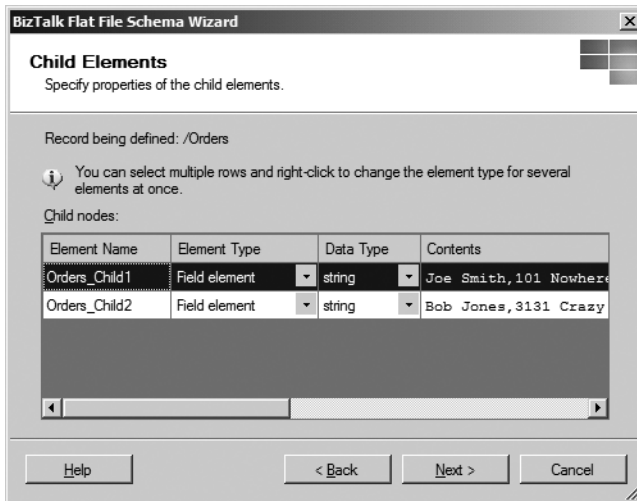 BizTalk Flat File Schema Wizard
Child Elements
Specify properties of the child elements.
Record being defined: /Orders
You can select multiple rows and right-click to change the element type for several
elements at once.
Child nodes:
Element Name Element Type Data Type Contents
Orders_Child1 Field element string Joe Smith,101 Nowhere
Orders_Child2 Field element string Bob Jones,3131 Crazy
Help < Back Next > Cancel